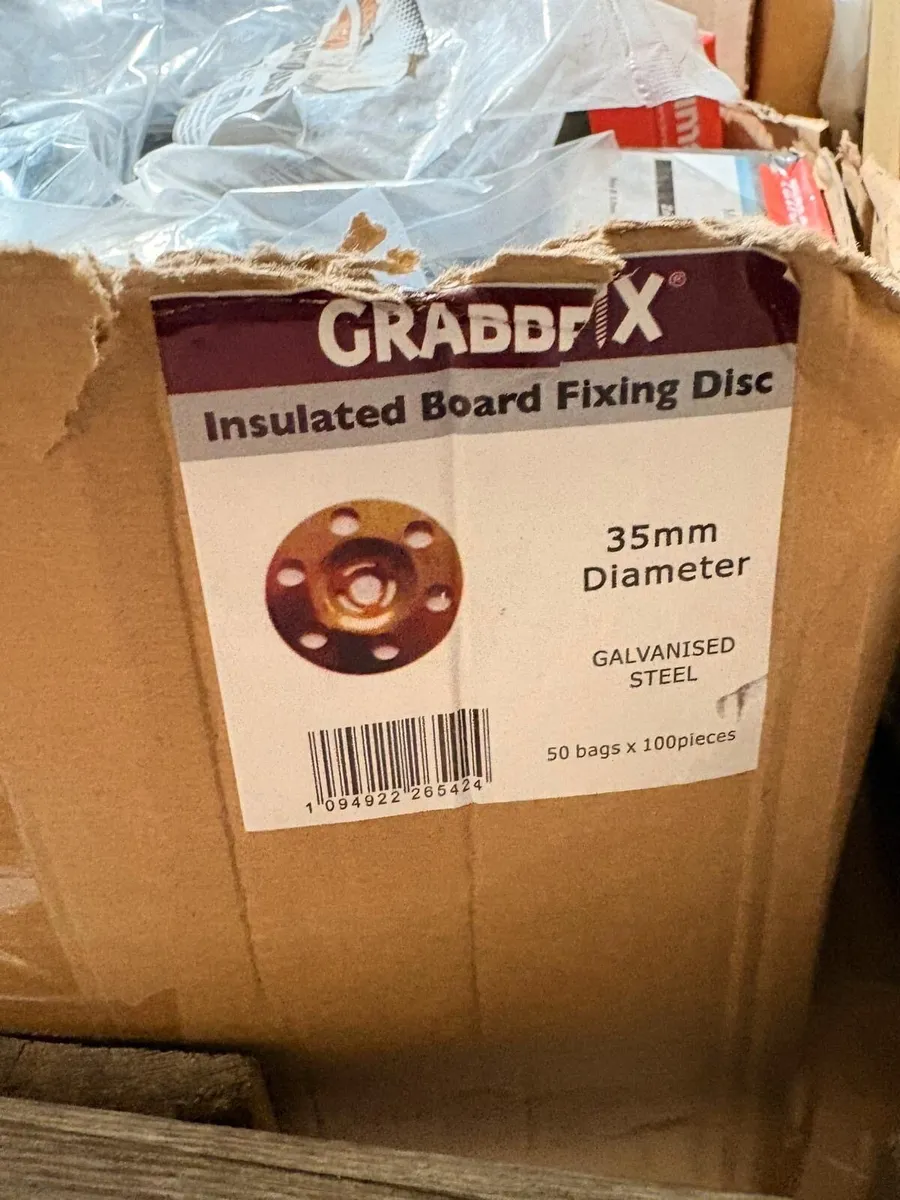 GRABBFIX®
Insulated Board Fixing Disc
35mm
Diameter
GALVANISED
STEEL
50 bags x 100pieces
1 094922 265424